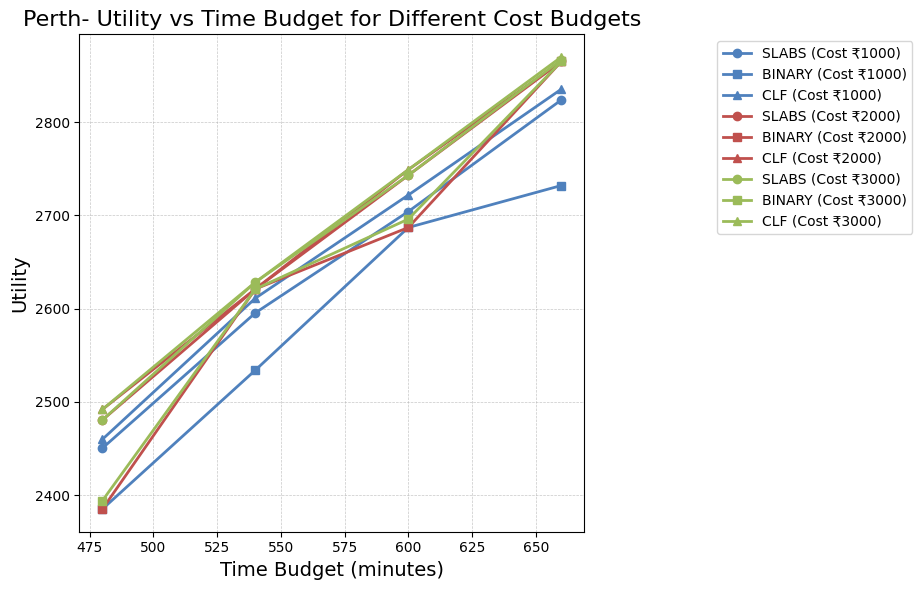 Perth- Utility vs Time Budget for Different Cost Budgets
Utility
2800
2700
2600
2500
2400
475 500 525 550 575 600 625 650
Time Budget (minutes)
SLABS (Cost ₹1000)
BINARY (Cost ₹1000)
CLF (Cost ₹1000)
SLABS (Cost ₹2000)
BINARY (Cost ₹2000)
CLF (Cost ₹2000)
SLABS (Cost ₹3000)
BINARY (Cost ₹3000)
CLF (Cost ₹3000)